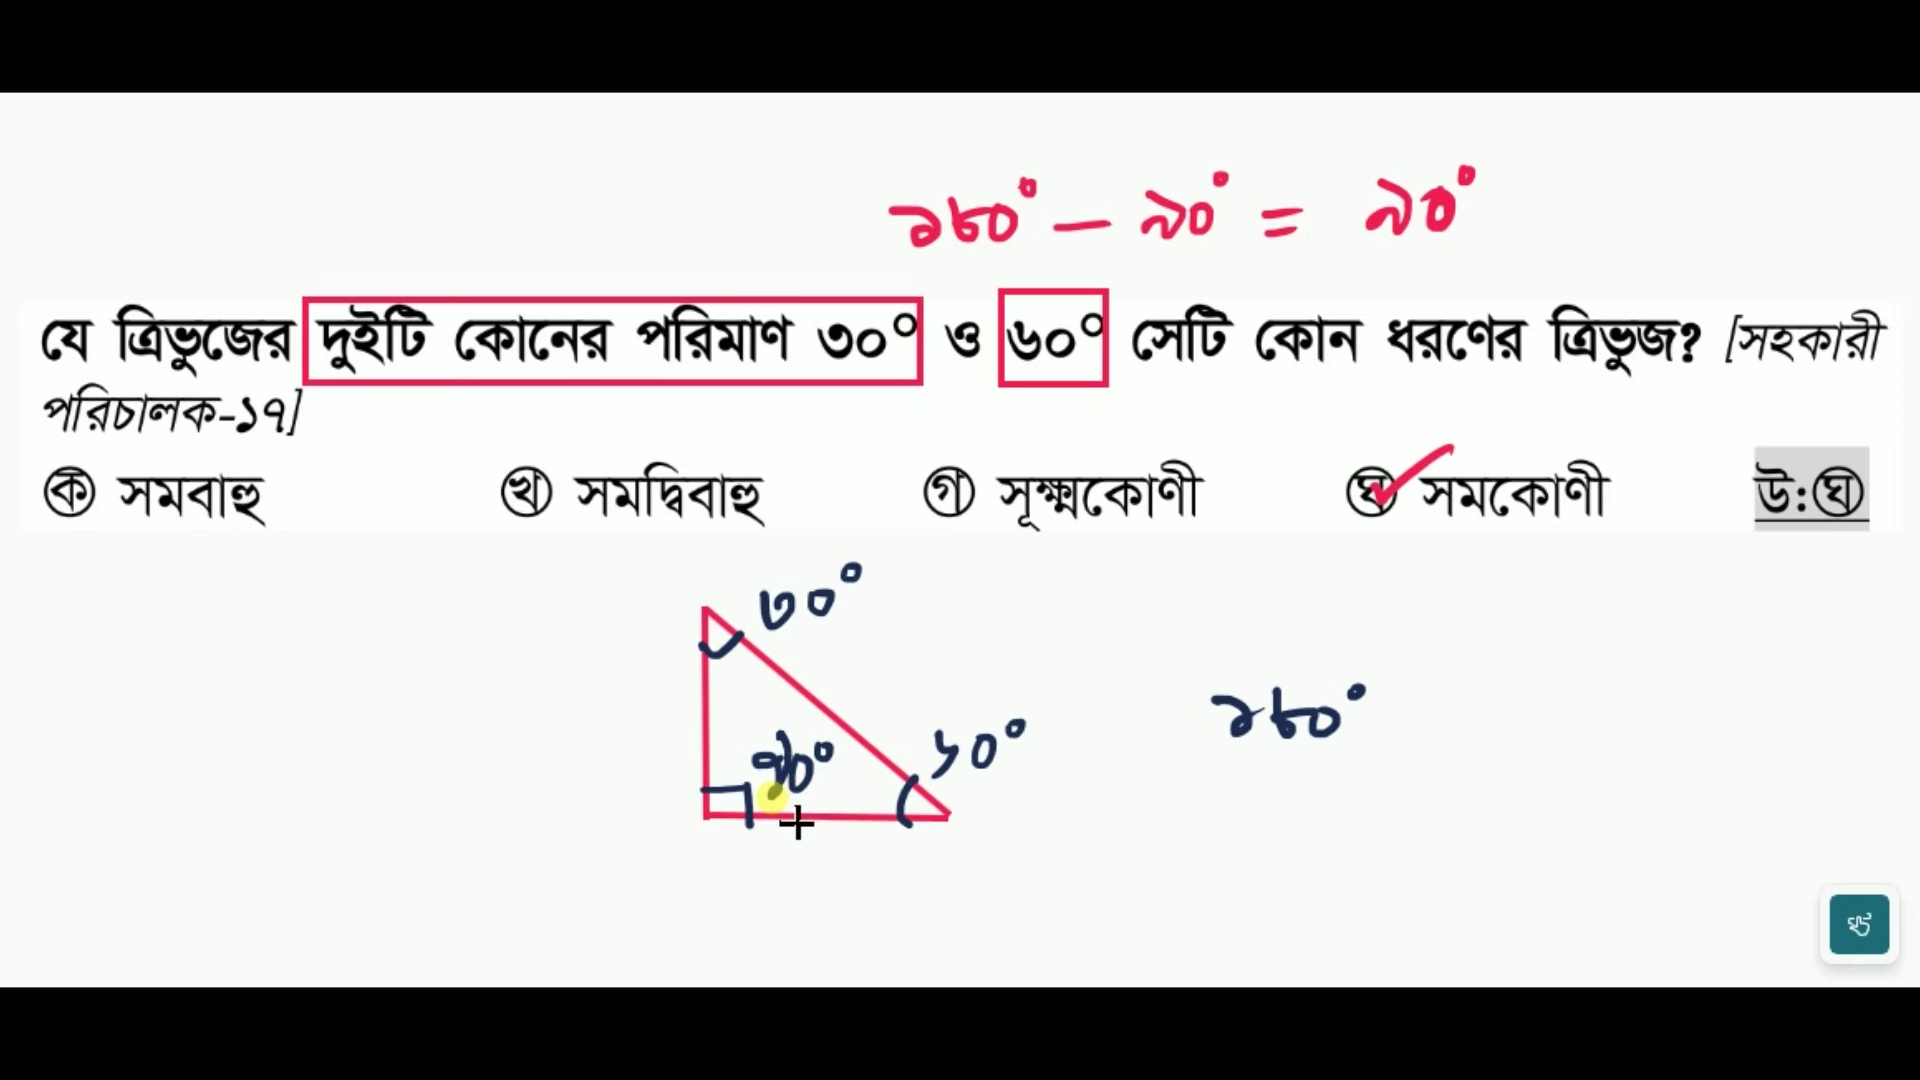 ১৮০° – ৯০° = ৯০°
যে ত্রিভুজের দুইটি কোনের পরিমাণ ৩০° ও ৬০° সেটি কোন ধরণের ত্রিভুজ? [সহকারী
পরিচালক-১৭]
ক সমবাহু খ সমদ্বিবাহু গ সূক্ষ্মকোণী ঘ সমকোণী উ:ঘ
৩০°
১৮০°
৬০°
৯০°